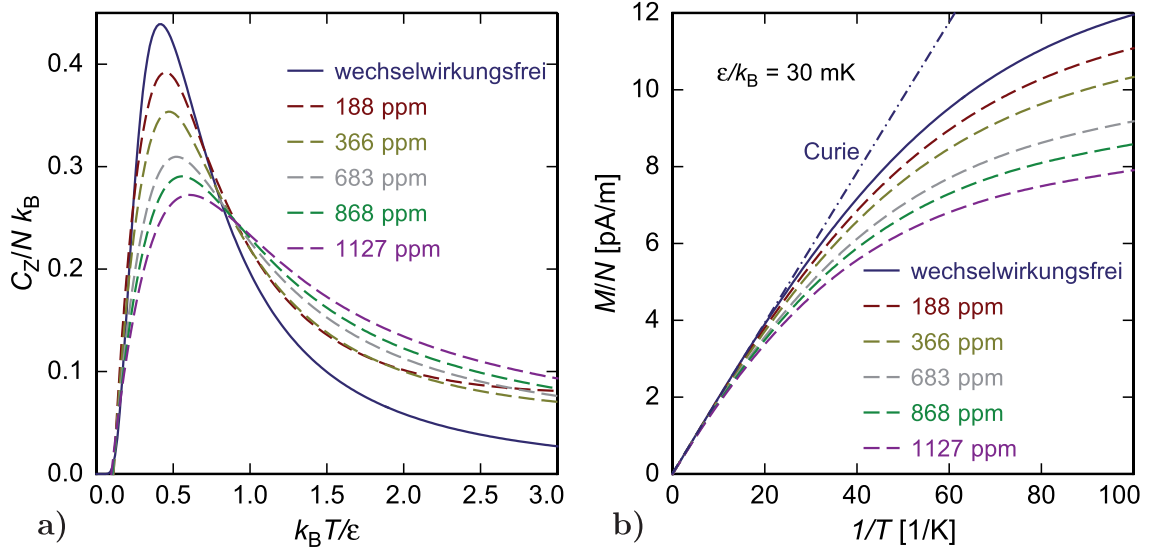 0.4
0.3
0.2
0.1
0.0
C_Z/N k_B
wechselwirkungsfrei
188 ppm
366 ppm
683 ppm
868 ppm
1127 ppm
0.0 0.5 1.0 1.5 2.0 2.5 3.0
k_BT/ε
a)
12
10
8
6
4
2
0
M/N [pA/m]
ε/k_B = 30 mK
Curie
wechselwirkungsfrei
188 ppm
366 ppm
683 ppm
868 ppm
1127 ppm
0 20 40 60 80 100
1/T [1/K]
b)